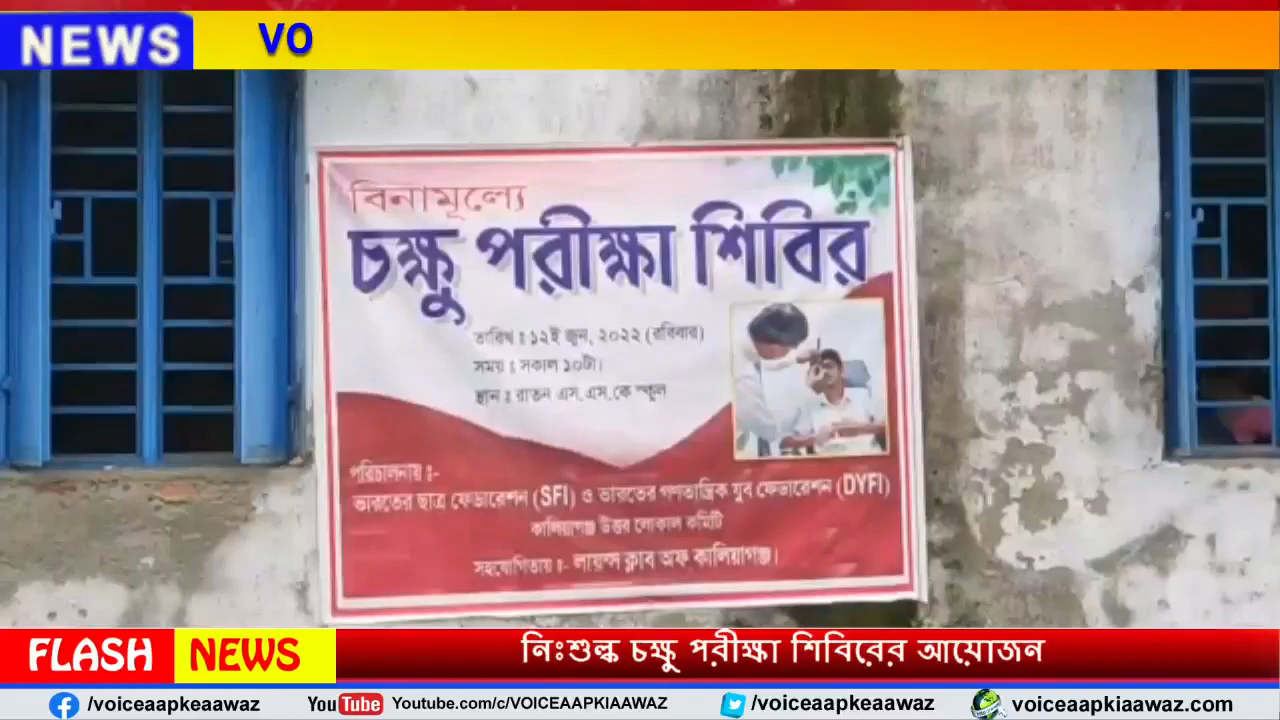 NEWS
VO
বিনামূল্যে
চক্ষু পরীক্ষা শিবির
তারিখ ঃ ১২ই জুন, ২০২২ (রবিবার)
সময় ঃ সকাল ১০টা।
স্থান ঃ রাতন এস.এস.কে স্কুল
পরিচালনায় ঃ-
ভারতের ছাত্র ফেডারেশন (SFI) ও ভারতের গণতান্ত্রিক যুব ফেডারেশন (DYFI)
কালিয়াগঞ্জ উত্তর লোকাল কমিটি
সহযোগিতায় ঃ- লায়ন্স ক্লাব অফ কালিয়াগঞ্জ।
FLASH NEWS
নিঃশুল্ক চক্ষু পরীক্ষা শিবিরের আয়োজন
/voiceaapkeaawaz
YouTube Youtube.com/c/VOICEAAPKIAAWAZ
/voiceaapkeaawaz
voiceaapkiaawaz.com